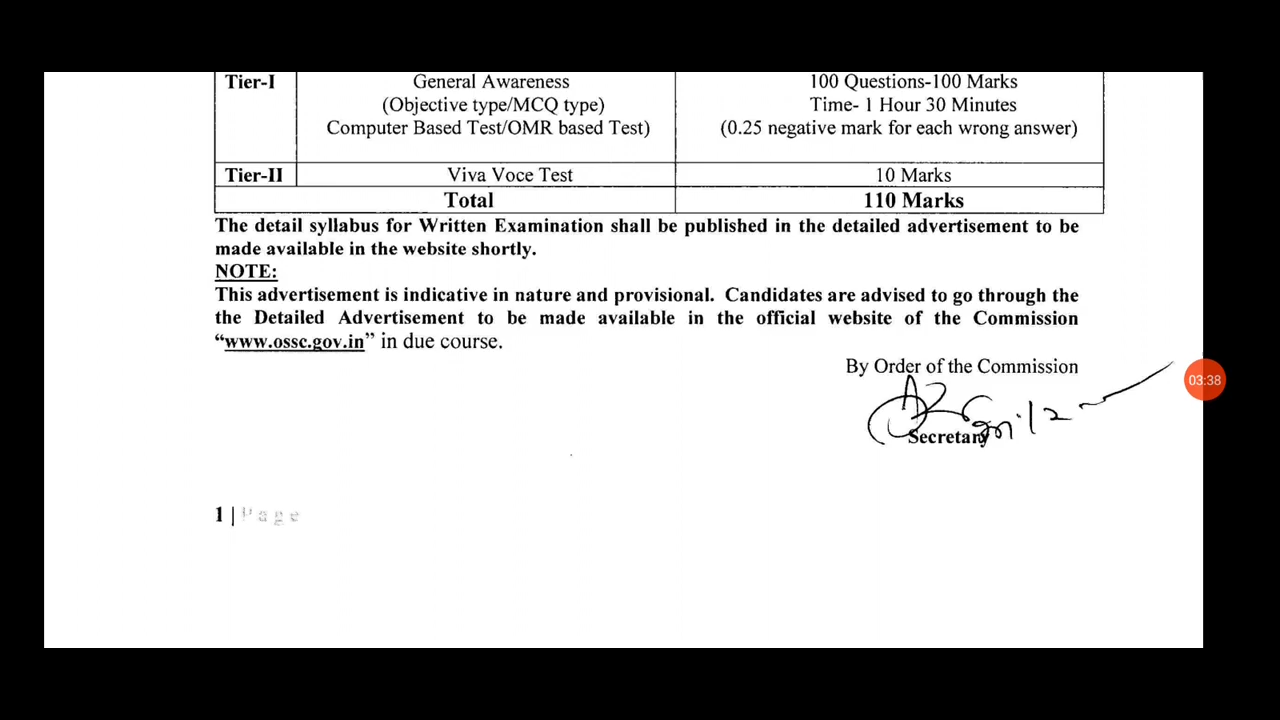 Tier-I General Awareness 100 Questions-100 Marks
(Objective type/MCQ type) Time- 1 Hour 30 Minutes
Computer Based Test/OMR based Test) (0.25 negative mark for each wrong answer)
Tier-II Viva Voce Test 10 Marks
Total 110 Marks
The detail syllabus for Written Examination shall be published in the detailed advertisement to be
made available in the website shortly.
NOTE:
This advertisement is indicative in nature and provisional. Candidates are advised to go through the
the Detailed Advertisement to be made available in the official website of the Commission
“www.ossc.gov.in” in due course.
By Order of the Commission
03:38
Secretary
1 | Page